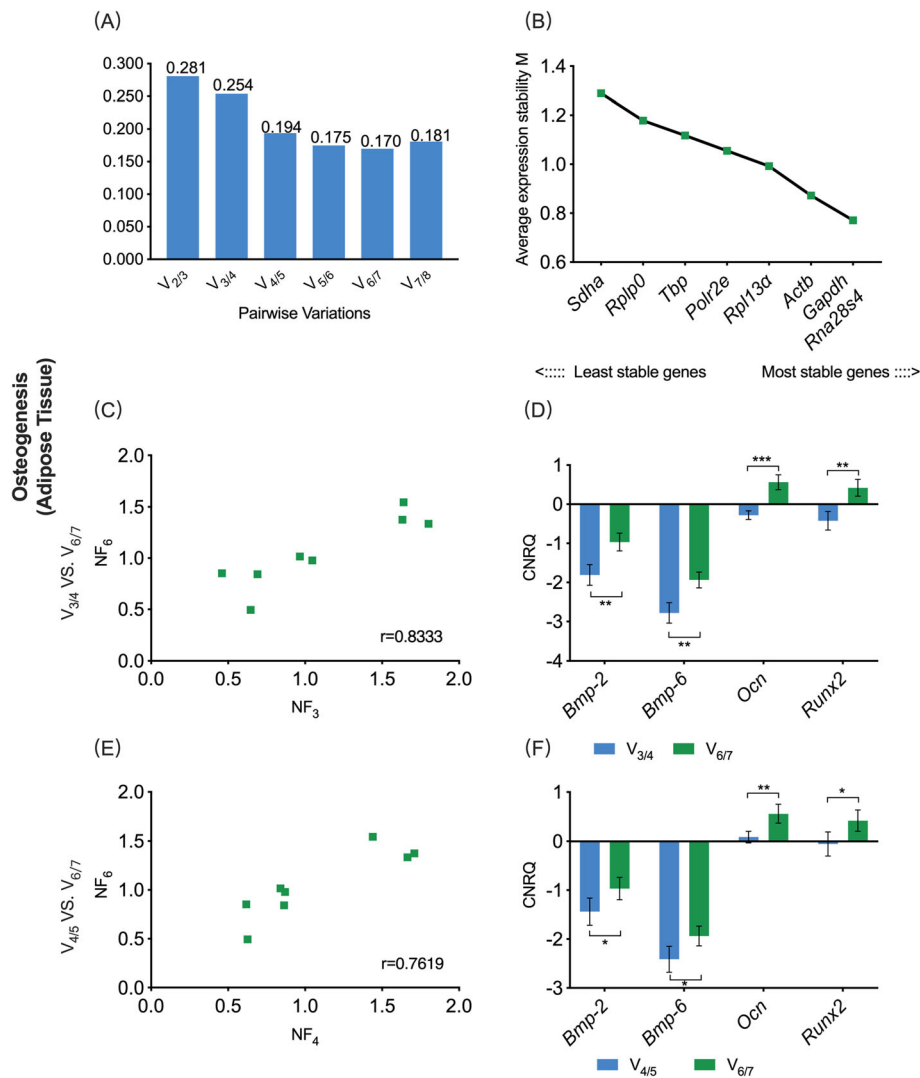 (A)
0.300
0.250
0.200
0.150
0.100
0.050
0.000
0.281
0.254
0.194
0.175
0.170
0.181
V2/3
V3/4
V4/5
V5/6
V6/7
V7/8
Pairwise Variations
(B)
Average expression stability M
1.4
1.2
1.0
0.8
0.6
Sdha
Rplp0
Tbp
Polr2e
Rpl13α
Actb
Gapdh
Rna28s4
<::::: Least stable genes
Most stable genes ::::>
Osteogenesis
(Adipose Tissue)
(C)
V3/4 VS. V6/7
NF6
2.0
1.5
1.0
0.5
0.0
r=0.8333
0.0
0.5
1.0
1.5
2.0
NF3
(D)
CNRQ
1
0
-1
-2
-3
-4
**
**
***
**
Bmp-2
Bmp-6
Ocn
Runx2
V3/4
V6/7
(E)
V4/5 VS. V6/7
NF6
2.0
1.5
1.0
0.5
0.0
r=0.7619
0.0
0.5
1.0
1.5
2.0
NF4
(F)
CNRQ
1
0
-1
-2
-3
*
*
**
*
Bmp-2
Bmp-6
Ocn
Runx2
V4/5
V6/7